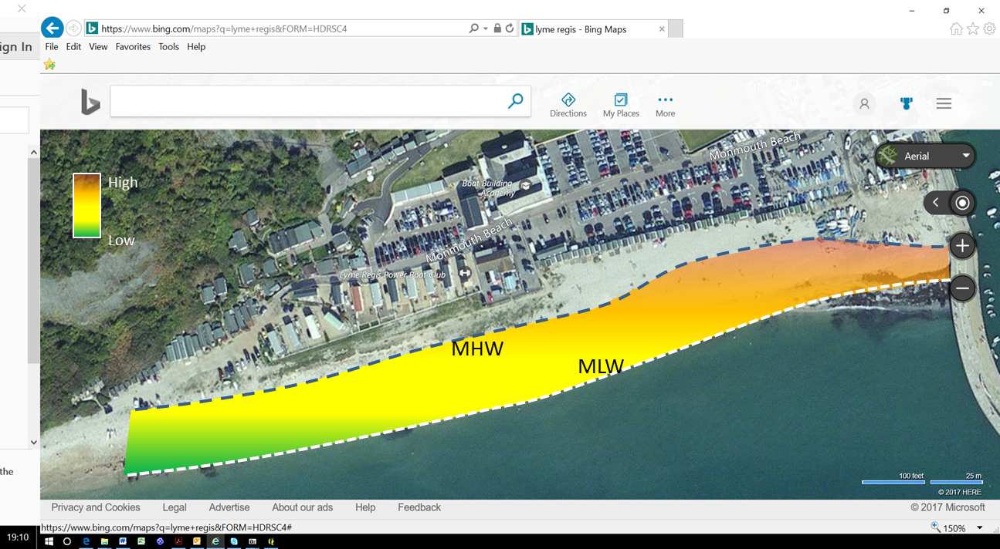 ign In
https://www.bing.com/maps?q=lyme+regis&FORM=HDRSC4
lyme regis - Bing Maps
File Edit View Favorites Tools Help
Directions
My Places
More
Monmouth Beach
Aerial
High
Low
Boat Building
Academy
Monmouth Beach
Lyme Regis Power Boat Club
MHW
MLW
100 feet
25 m
© 2017 HERE
the
Privacy and Cookies Legal Advertise About our ads Help Feedback
© 2017 Microsoft
https://www.bing.com/maps?q=lyme+regis&FORM=HDRSC4#
150%
19:10